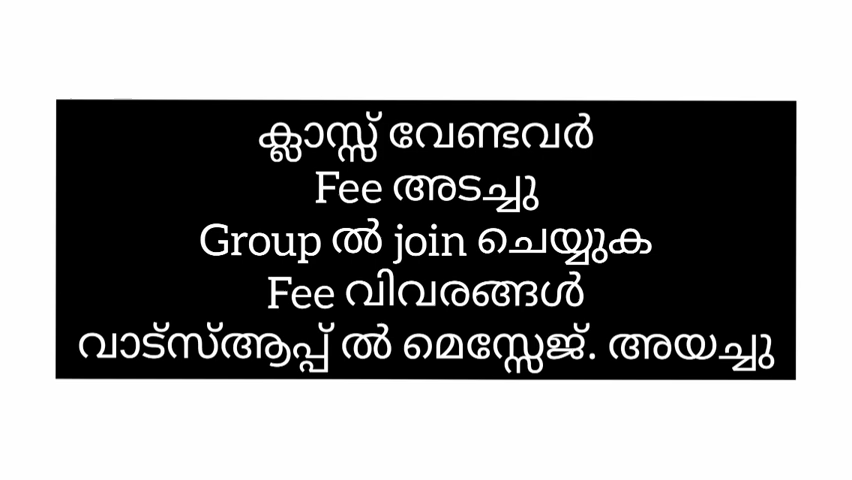 ക്ലാസ്സ് വേണ്ടവർ
Fee അടച്ചു
Group ൽ join ചെയ്യുക
Fee വിവരങ്ങൾ
വാട്സ്ആപ്പ് ൽ മെസ്സേജ്. അയച്ചു